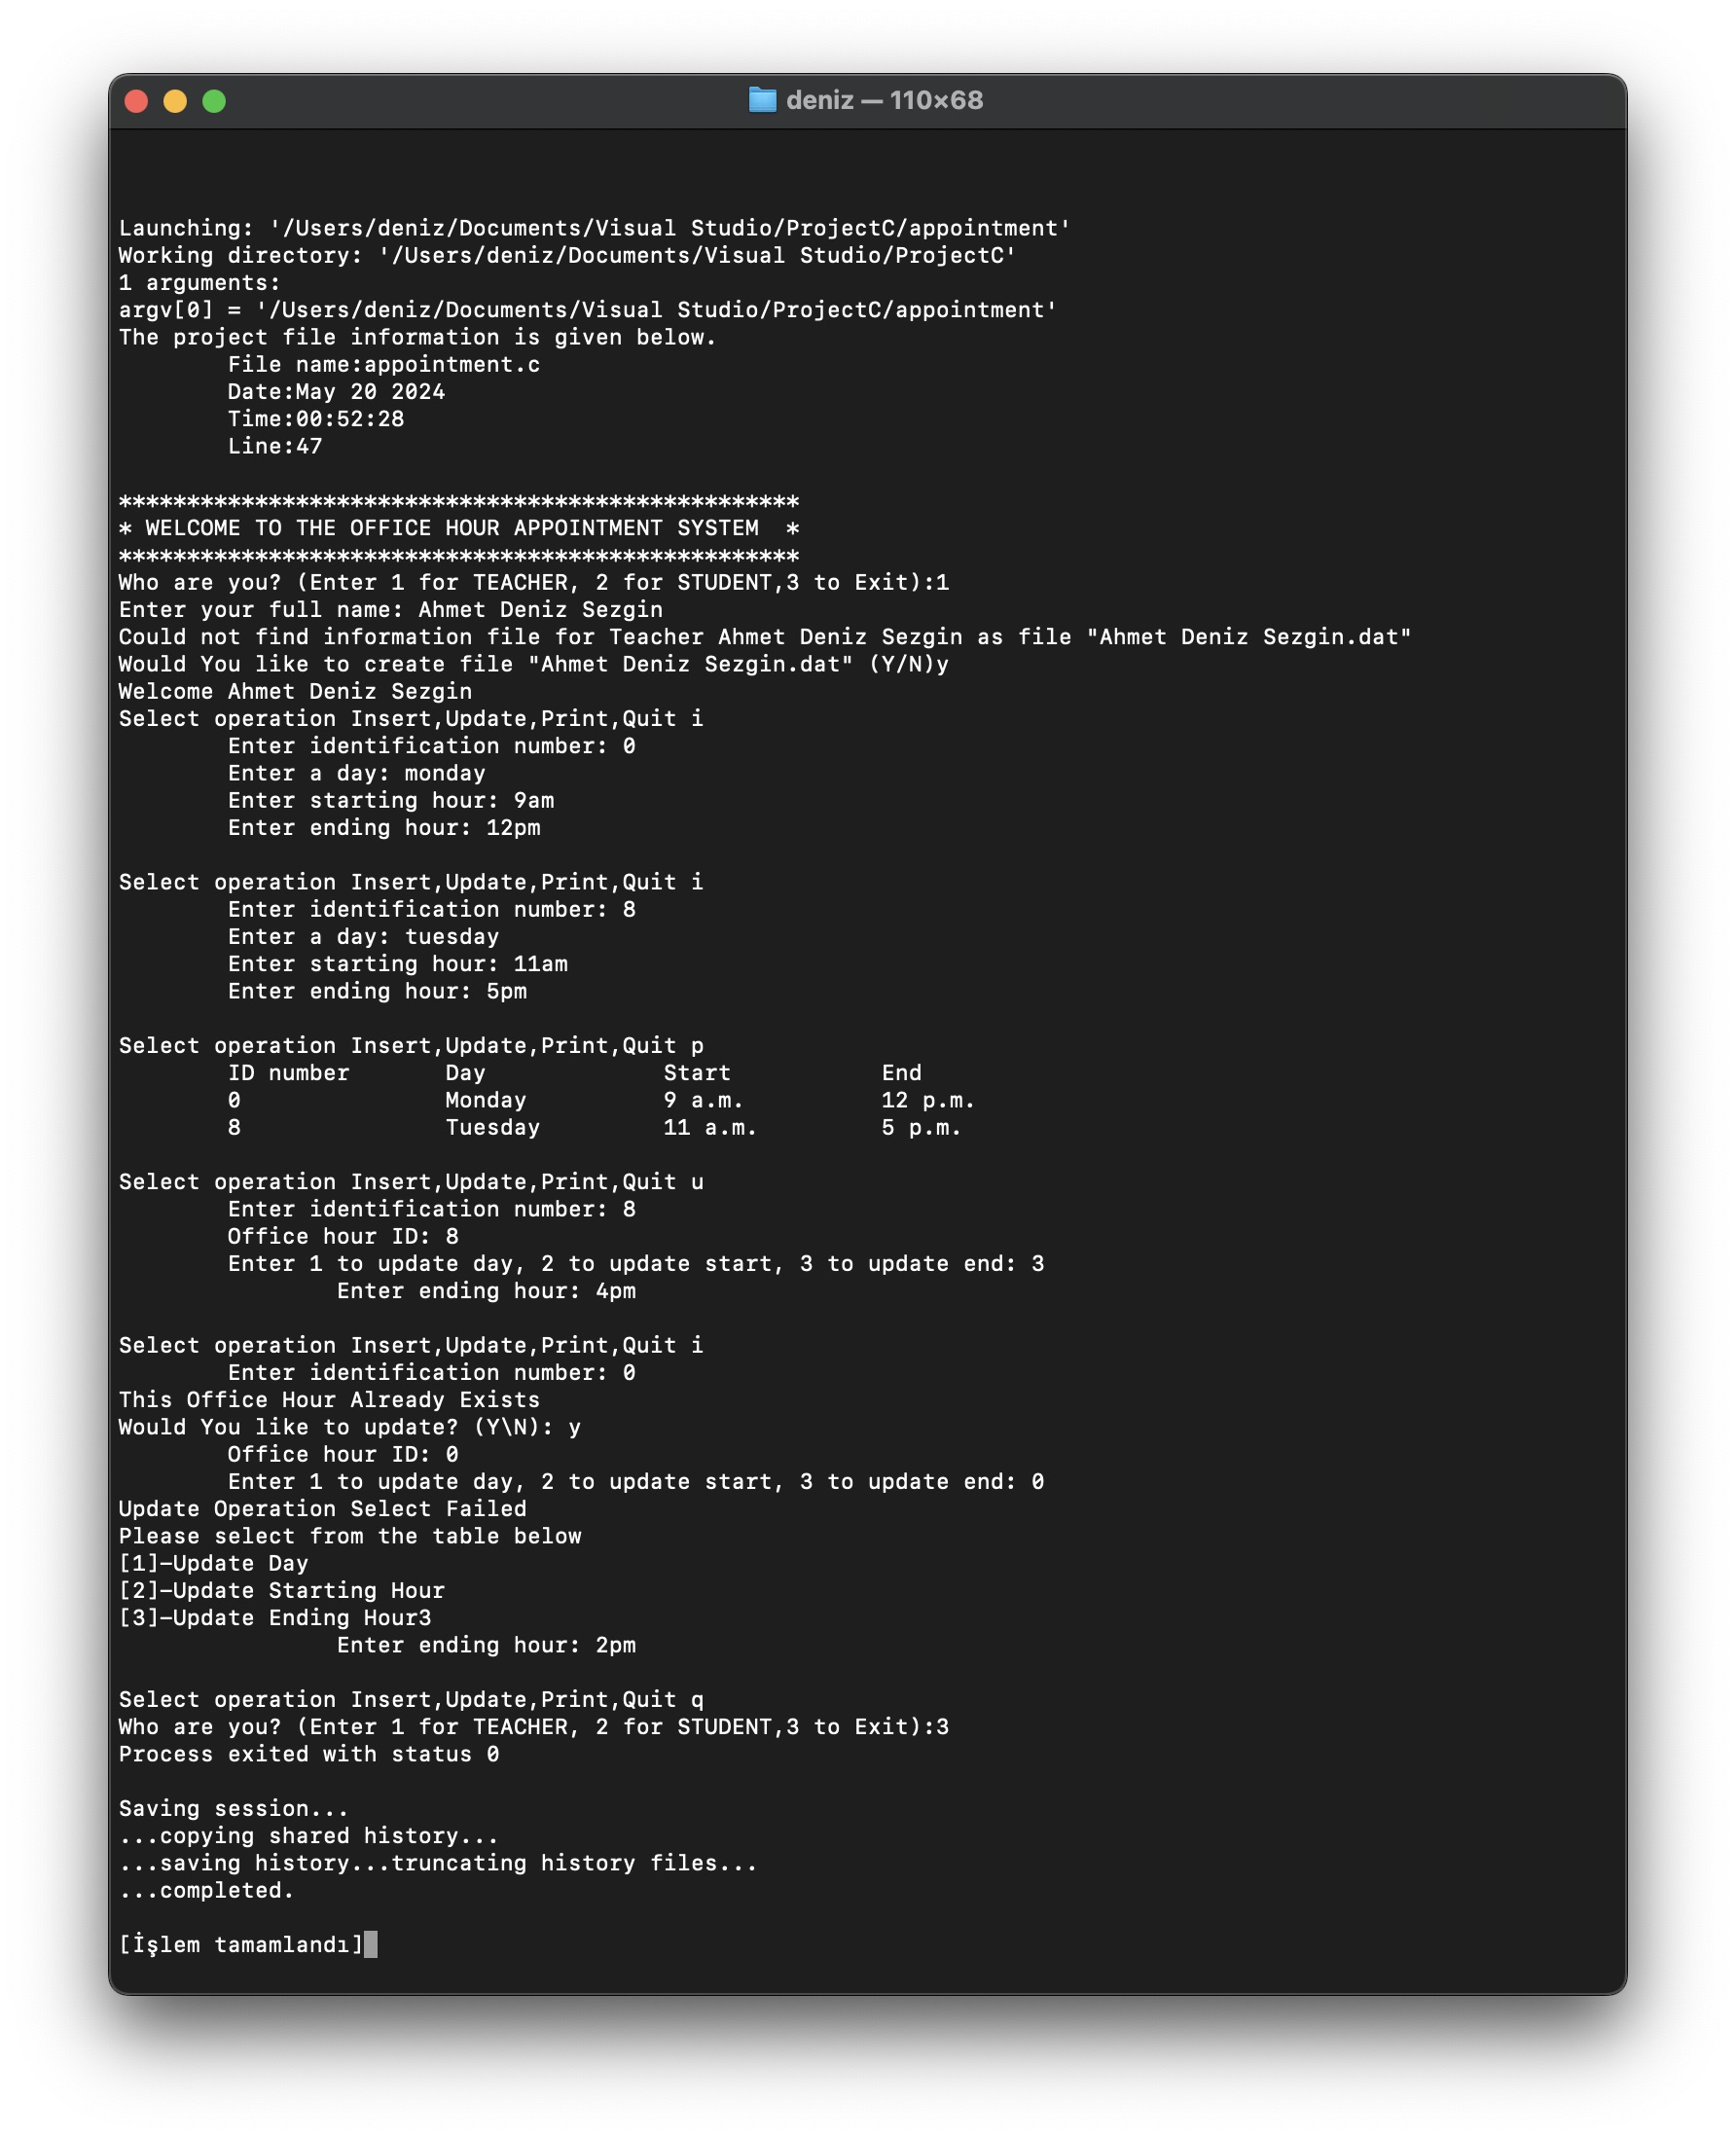 deniz — 110×68
Launching: '/Users/deniz/Documents/Visual Studio/ProjectC/appointment'
Working directory: '/Users/deniz/Documents/Visual Studio/ProjectC'
1 arguments:
argv[0] = '/Users/deniz/Documents/Visual Studio/ProjectC/appointment'
The project file information is given below.
        File name:appointment.c
        Date:May 20 2024
        Time:00:52:28
        Line:47

**************************************************
* WELCOME TO THE OFFICE HOUR APPOINTMENT SYSTEM  *
**************************************************
Who are you? (Enter 1 for TEACHER, 2 for STUDENT,3 to Exit):1
Enter your full name: Ahmet Deniz Sezgin
Could not find information file for Teacher Ahmet Deniz Sezgin as file "Ahmet Deniz Sezgin.dat"
Would You like to create file "Ahmet Deniz Sezgin.dat" (Y/N)y
Welcome Ahmet Deniz Sezgin
Select operation Insert,Update,Print,Quit i
        Enter identification number: 0
        Enter a day: monday
        Enter starting hour: 9am
        Enter ending hour: 12pm

Select operation Insert,Update,Print,Quit i
        Enter identification number: 8
        Enter a day: tuesday
        Enter starting hour: 11am
        Enter ending hour: 5pm

Select operation Insert,Update,Print,Quit p
        ID number       Day             Start           End
        0               Monday          9 a.m.          12 p.m.
        8               Tuesday         11 a.m.         5 p.m.

Select operation Insert,Update,Print,Quit u
        Enter identification number: 8
        Office hour ID: 8
        Enter 1 to update day, 2 to update start, 3 to update end: 3
                Enter ending hour: 4pm

Select operation Insert,Update,Print,Quit i
        Enter identification number: 0
This Office Hour Already Exists
Would You like to update? (Y\N): y
        Office hour ID: 0
        Enter 1 to update day, 2 to update start, 3 to update end: 0
Update Operation Select Failed
Please select from the table below
[1]-Update Day
[2]-Update Starting Hour
[3]-Update Ending Hour3
                Enter ending hour: 2pm

Select operation Insert,Update,Print,Quit q
Who are you? (Enter 1 for TEACHER, 2 for STUDENT,3 to Exit):3
Process exited with status 0

Saving session...
...copying shared history...
...saving history...truncating history files...
...completed.

[İşlem tamamlandı]